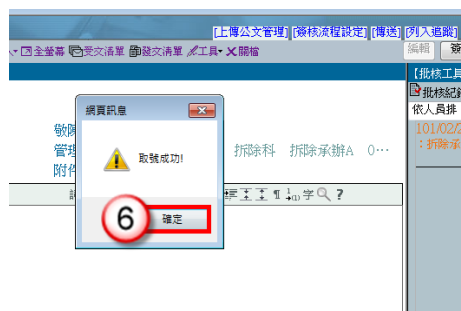 [上傳公文管理] [簽核流程設定] [傳送] [列入追蹤]
全螢幕 受文清單 發文清單 工具 關檔
編輯 簽
【批核工具
批核紀錄
依人員排
101/02/2
：拆除承
網頁訊息
敬陳
管理 拆除科 拆除承辦A 0…
附件
取號成功!
字 ?
6 確定